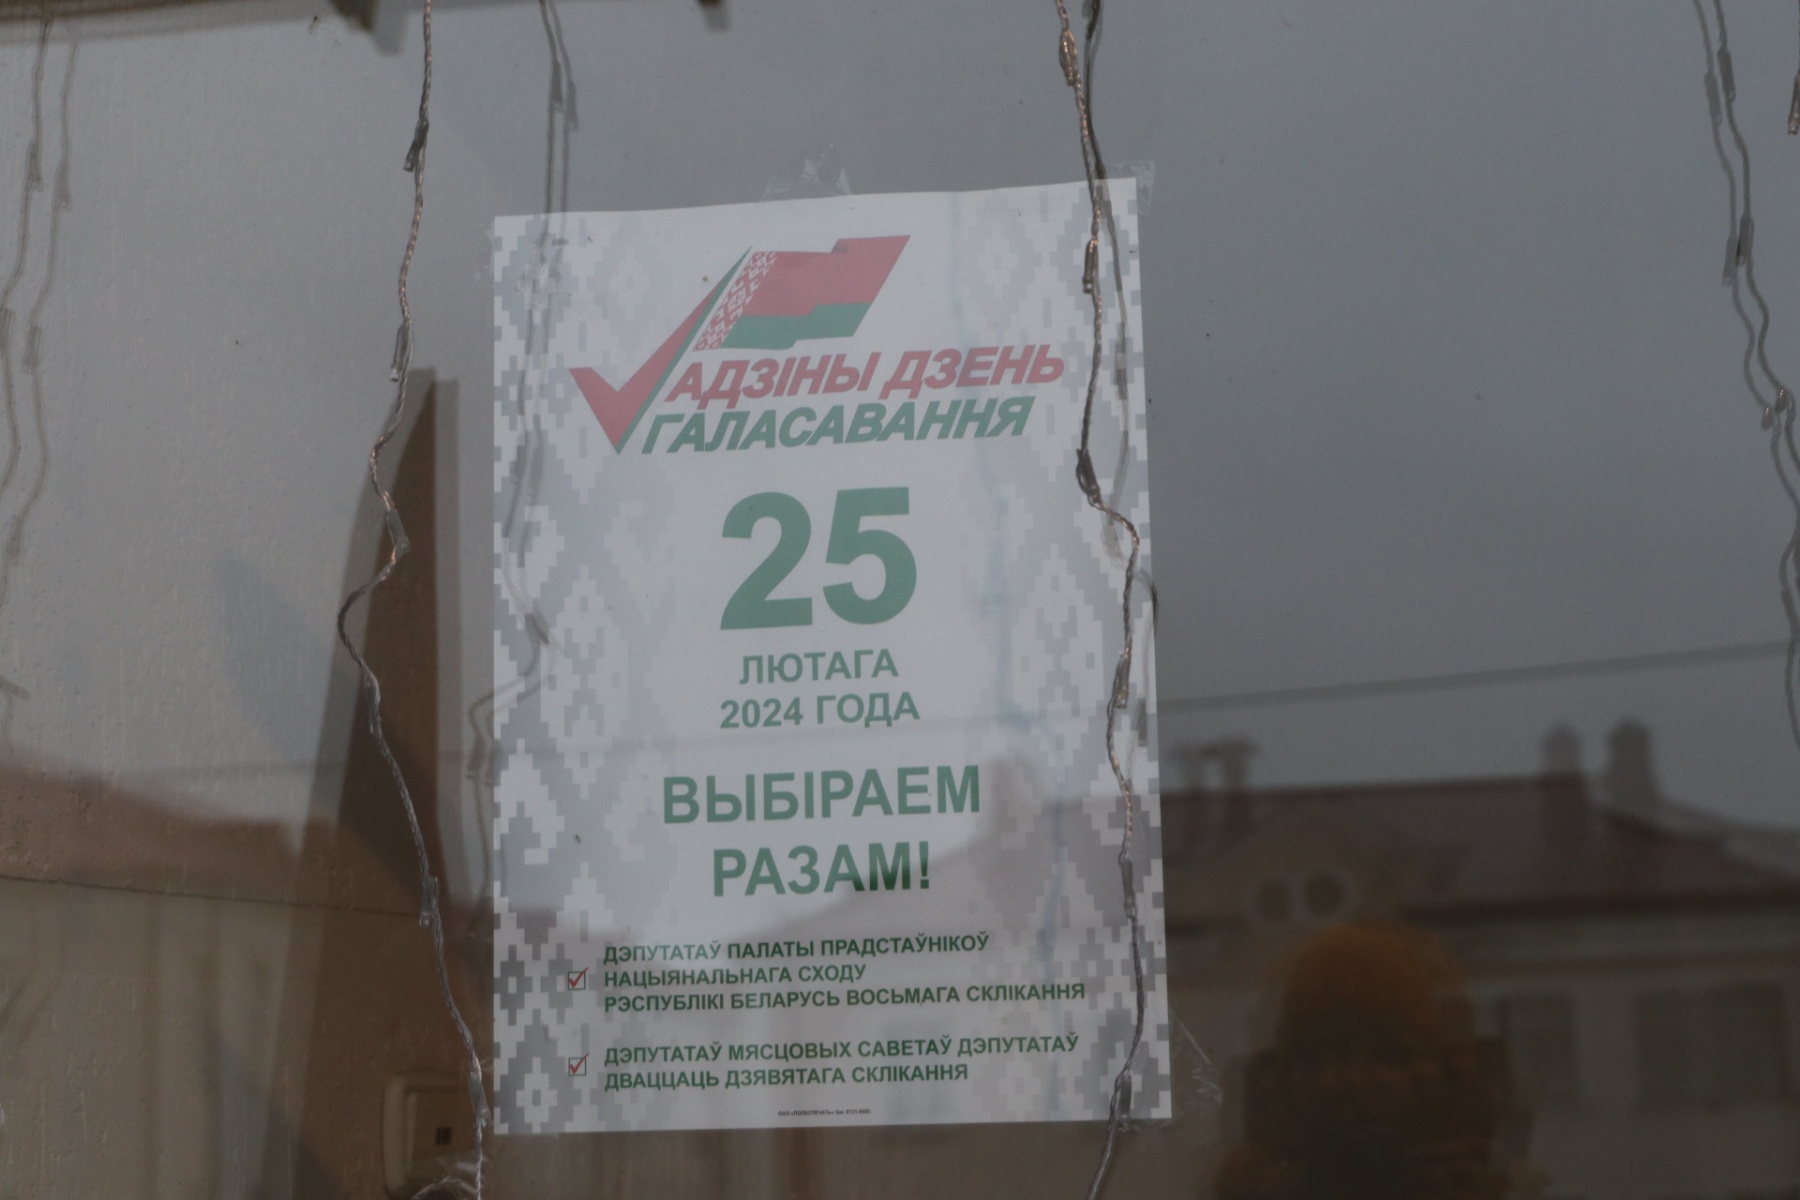 АДЗІНЫ ДЗЕНЬ
ГАЛАСАВАННЯ
25
ЛЮТАГА
2024 ГОДА
ВЫБІРАЕМ
РАЗАМ!
ДЭПУТАТАЎ ПАЛАТЫ ПРАДСТАЎНІКОЎ
НАЦЫЯНАЛЬНАГА СХОДУ
РЭСПУБЛІКІ БЕЛАРУСЬ ВОСЬМАГА СКЛІКАННЯ
ДЭПУТАТАЎ МЯСЦОВЫХ САВЕТАЎ ДЭПУТАТАЎ
ДВАЦЦАЦЬ ДЗЯВЯТАГА СКЛІКАННЯ